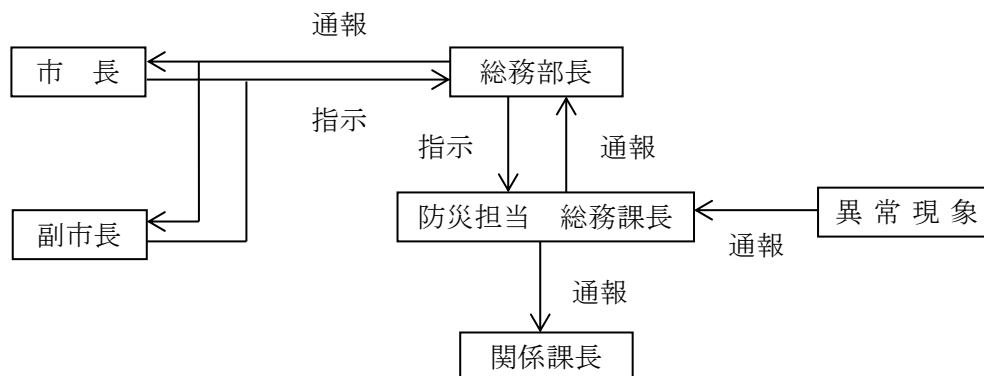 通報
市　長
総務部長
指示
指示
通報
防災担当　総務課長
異 常 現 象
副市長
通報
通報
関係課長